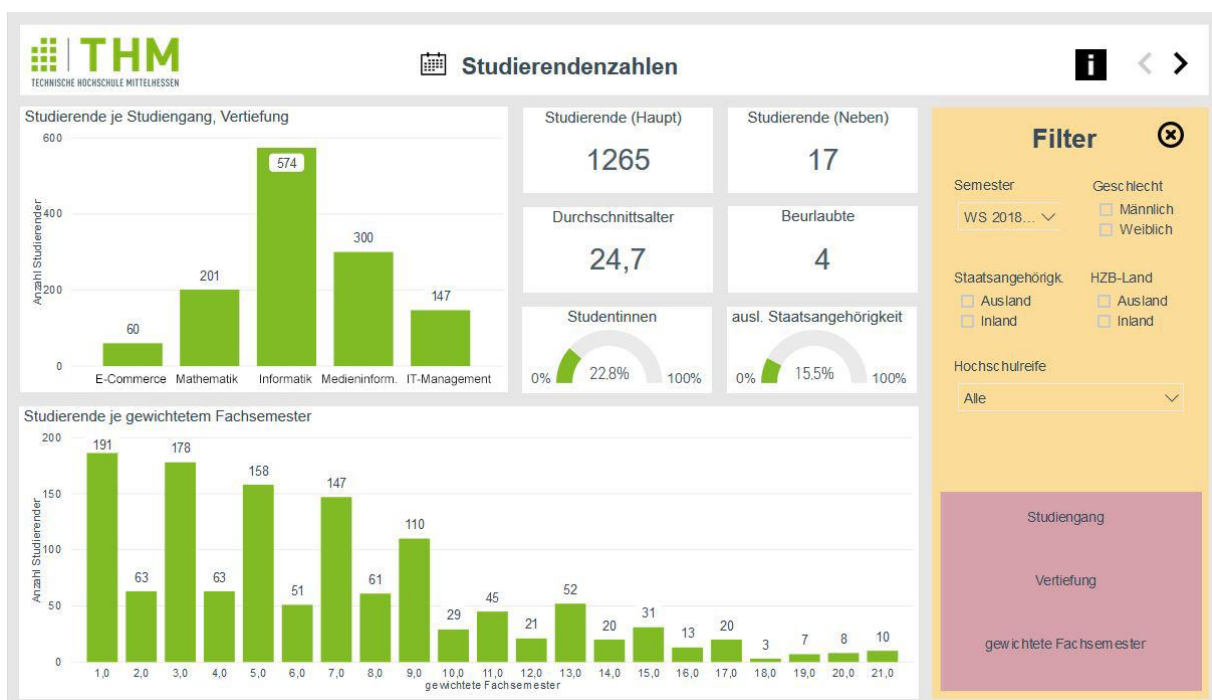 THM
TECHNISCHE HOCHSCHULE MITTELHESSEN
Studierendenzahlen
i
Studierende je Studiengang, Vertiefung
Anzahl Studierender
600
400
200
0
60
201
574
300
147
E-Commerce Mathematik Informatik Medieninform. IT-Management
Studierende (Haupt)
1265
Studierende (Neben)
17
Durchschnittsalter
24,7
Beurlaubte
4
Studentinnen
0% 22,8% 100%
ausl. Staatsangehörigkeit
0% 15,5% 100%
Studierende je gewichtetem Fachsemester
Anzahl Studierender
200
150
100
50
0
191 63 178 63 158 51 147 61 110 29 45 21 52 20 31 13 20 3 7 8 10
1,0 2,0 3,0 4,0 5,0 6,0 7,0 8,0 9,0 10,0 11,0 12,0 13,0 14,0 15,0 16,0 17,0 18,0 19,0 20,0 21,0
gewichtete Fachsemester
Filter
Semester
WS 2018...
Geschlecht
Männlich
Weiblich
Staatsangehörigk.
Ausland
Inland
HZB-Land
Ausland
Inland
Hochschulreife
Alle
Studiengang
Vertiefung
gewichtete Fachsemester